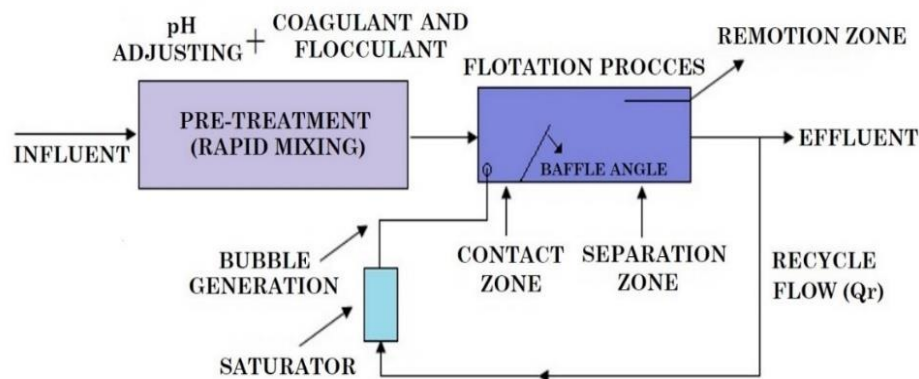 pH
ADJUSTING
+
COAGULANT AND
FLOCCULANT
REMOTION ZONE
FLOTATION PROCCES
PRE-TREATMENT
(RAPID MIXING)
INFLUENT
EFFLUENT
BAFFLE ANGLE
BUBBLE
GENERATION
CONTACT
ZONE
SEPARATION
ZONE
RECYCLE
FLOW (Qr)
SATURATOR